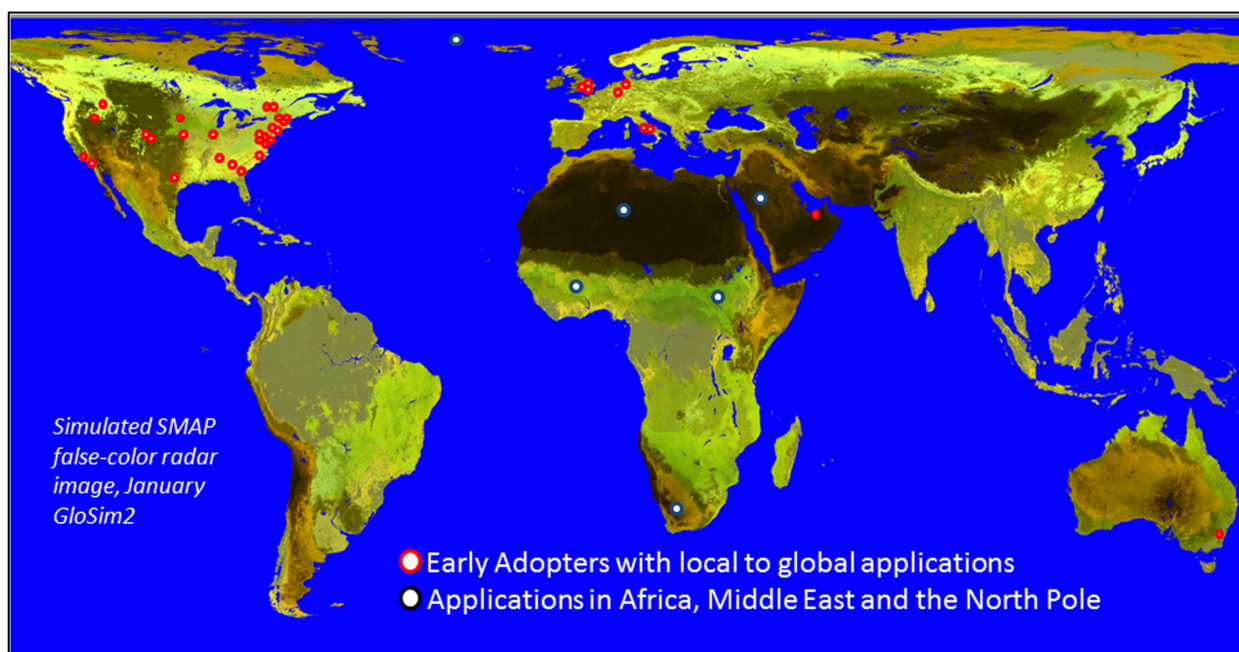 Simulated SMAP
false-color radar
image, January
GloSim2
Early Adopters with local to global applications
Applications in Africa, Middle East and the North Pole